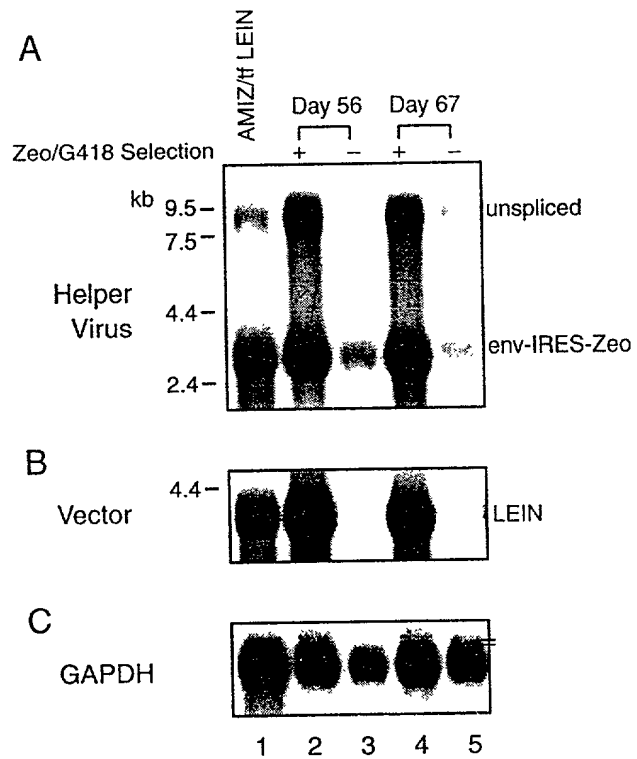 A
AMIZ/tf LEIN
Day 56 Day 67
Zeo/G418 Selection + − + −
kb
9.5
unspliced
7.5
Helper
Virus
4.4
env-IRES-Zeo
2.4
B
4.4
Vector
LEIN
C
GAPDH
1 2 3 4 5